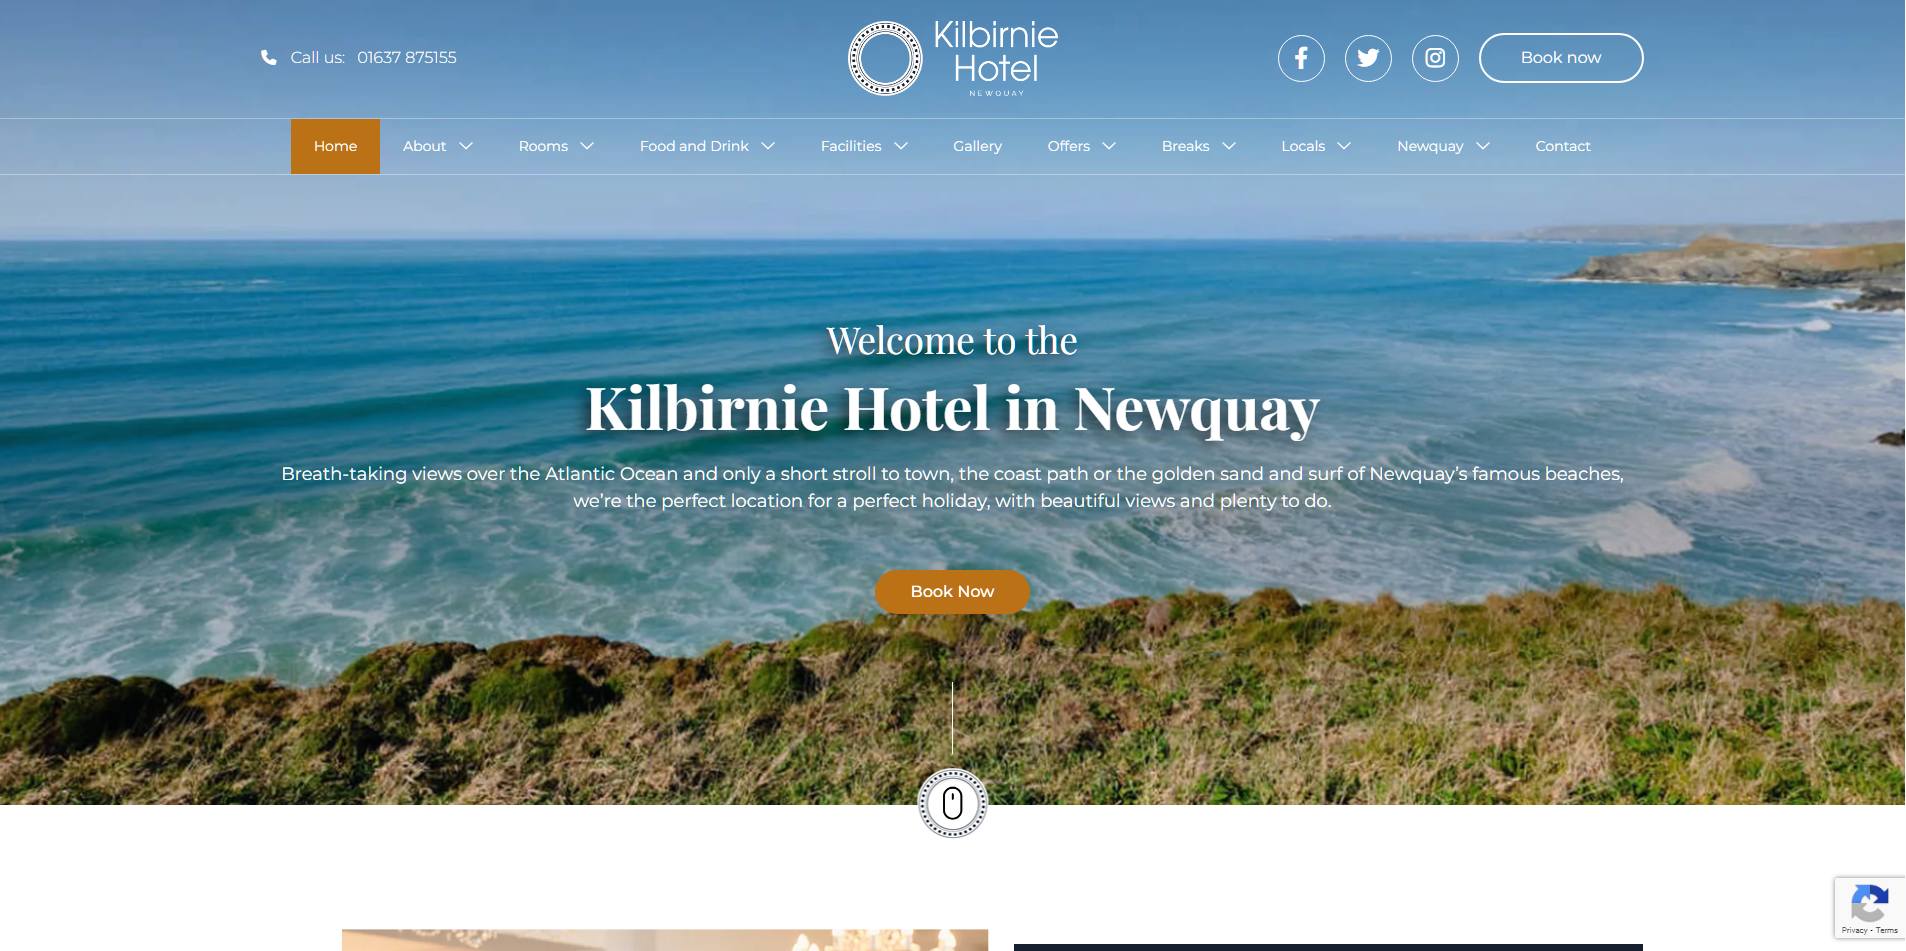 Call us: 01637 875155
Kilbirnie
Hotel
NEWQUAY
Book now
Home About Rooms Food and Drink Facilities Gallery Offers Breaks Locals Newquay Contact
Welcome to the
Kilbirnie Hotel in Newquay
Breath-taking views over the Atlantic Ocean and only a short stroll to town, the coast path or the golden sand and surf of Newquay’s famous beaches,
we’re the perfect location for a perfect holiday, with beautiful views and plenty to do.
Book Now
Privacy - Terms